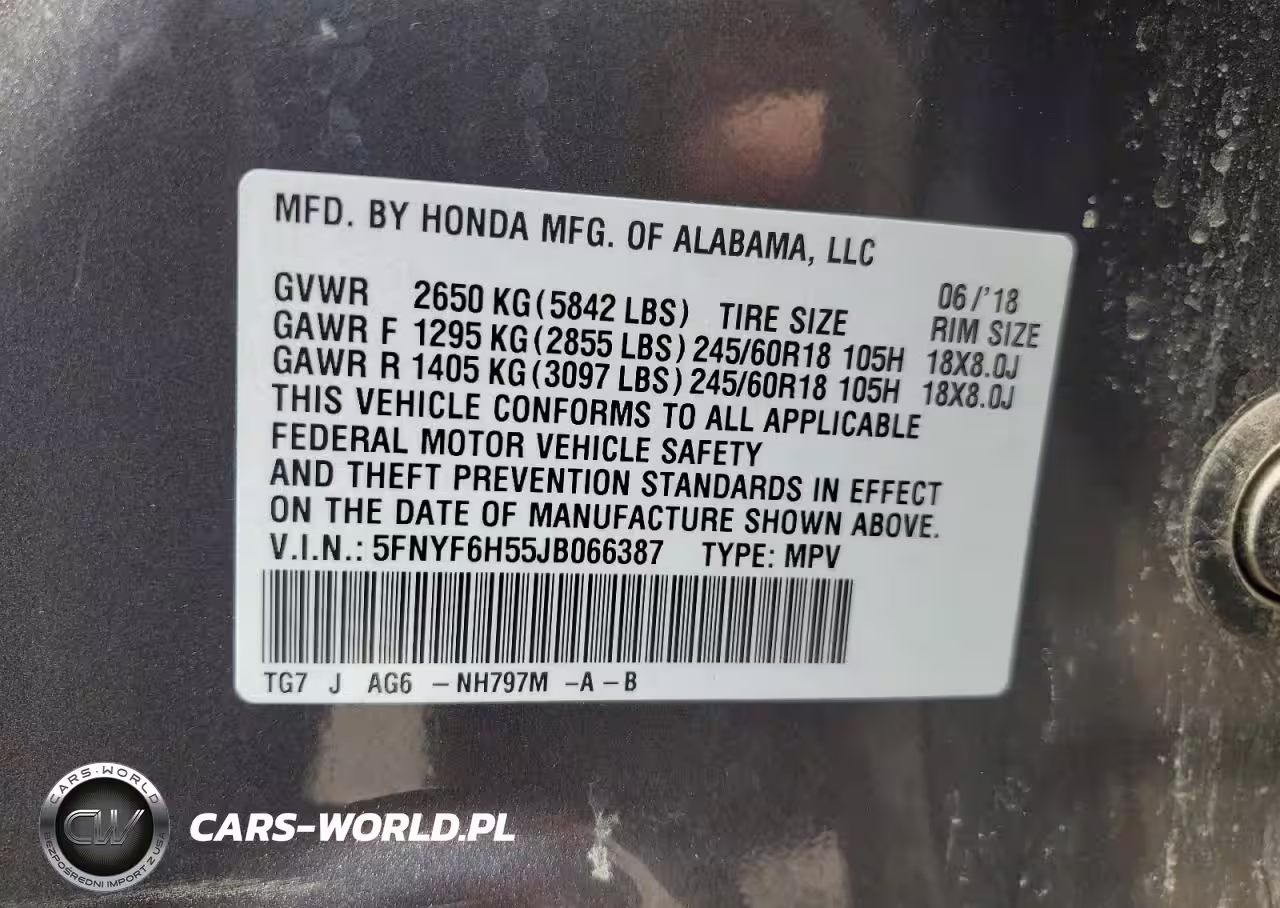 MFD. BY HONDA MFG. OF ALABAMA, LLC
06/'18
GVWR 2650 KG (5842 LBS) TIRE SIZE RIM SIZE
GAWR F 1295 KG (2855 LBS) 245/60R18 105H 18X8.0J
GAWR R 1405 KG (3097 LBS) 245/60R18 105H 18X8.0J
THIS VEHICLE CONFORMS TO ALL APPLICABLE
FEDERAL MOTOR VEHICLE SAFETY
AND THEFT PREVENTION STANDARDS IN EFFECT
ON THE DATE OF MANUFACTURE SHOWN ABOVE.
V.I.N.: 5FNYF6H55JB066387 TYPE: MPV
TG7 J AG6 -NH797M -A -B
CARS-WORLD
CW
BEZPOŚREDNI IMPORT Z USA
CARS-WORLD.PL